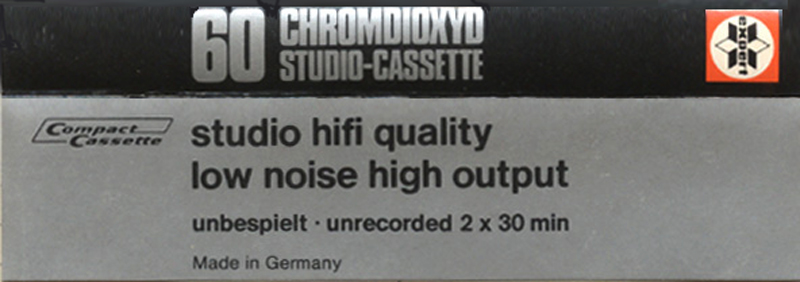 60 CHROMDIOXYD
STUDIO-CASSETTE
expert
Compact
Cassette
studio hifi quality
low noise high output
unbespielt · unrecorded 2 x 30 min
Made in Germany